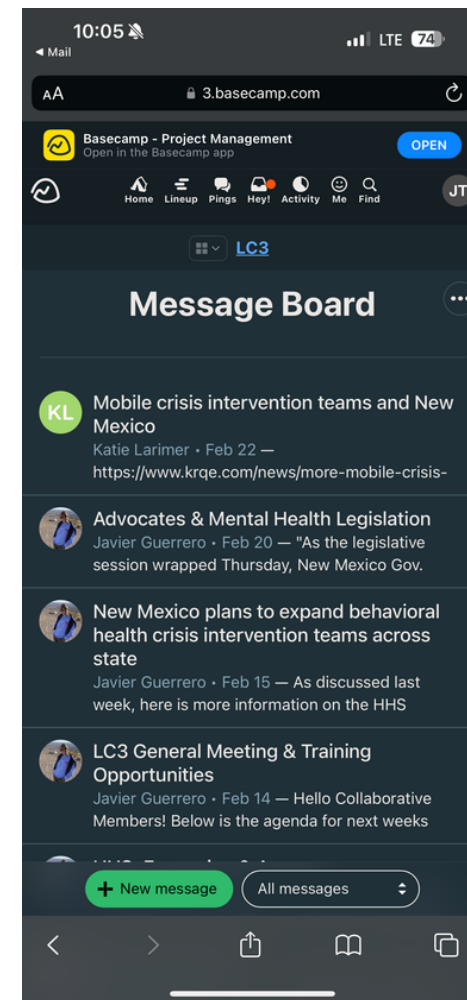 10:05
◀ Mail
LTE 74
AA 3.basecamp.com
Basecamp - Project Management
Open in the Basecamp app
OPEN
Home Lineup Pings Hey! Activity Me Find
JT
LC3
Message Board
KL
Mobile crisis intervention teams and New
Mexico
Katie Larimer • Feb 22 —
https://www.krqe.com/news/more-mobile-crisis-
Advocates & Mental Health Legislation
Javier Guerrero • Feb 20 — "As the legislative
session wrapped Thursday, New Mexico Gov.
New Mexico plans to expand behavioral
health crisis intervention teams across
state
Javier Guerrero • Feb 15 — As discussed last
week, here is more information on the HHS
LC3 General Meeting & Training
Opportunities
Javier Guerrero • Feb 14 — Hello Collaborative
Members! Below is the agenda for next weeks
+ New message
All messages